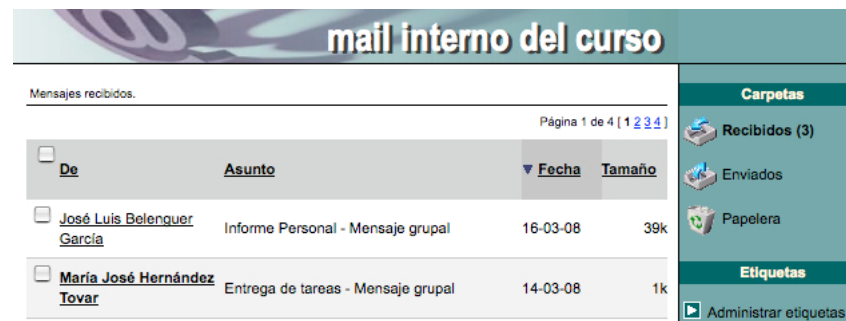 mail interno del curso
Mensajes recibidos.
Página 1 de 4 [ 1 2 3 4 ]
De Asunto Fecha Tamaño
José Luis Belenguer
García
Informe Personal - Mensaje grupal 16-03-08 39k
María José Hernández
Tovar
Entrega de tareas - Mensaje grupal 14-03-08 1k
Carpetas
Recibidos (3)
Enviados
Papelera
Etiquetas
Administrar etiquetas